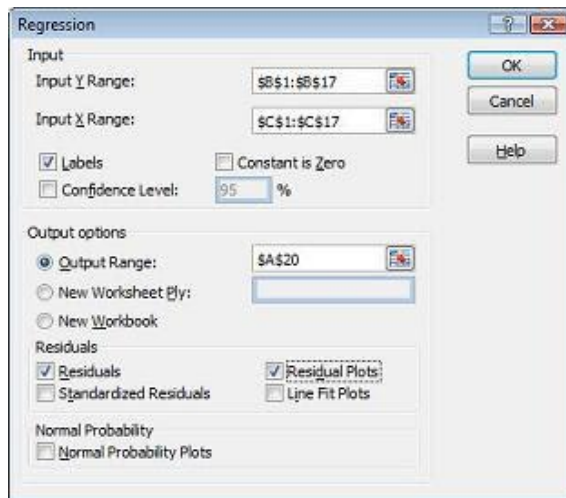 Regression
Input
OK
Input Y Range:
$B$1:$B$17
Cancel
Input X Range:
$C$1:$C$17
Help
Labels
Constant is Zero
Confidence Level:
95
%
Output options
Output Range:
$A$20
New Worksheet Ply:
New Workbook
Residuals
Residuals
Residual Plots
Standardized Residuals
Line Fit Plots
Normal Probability
Normal Probability Plots